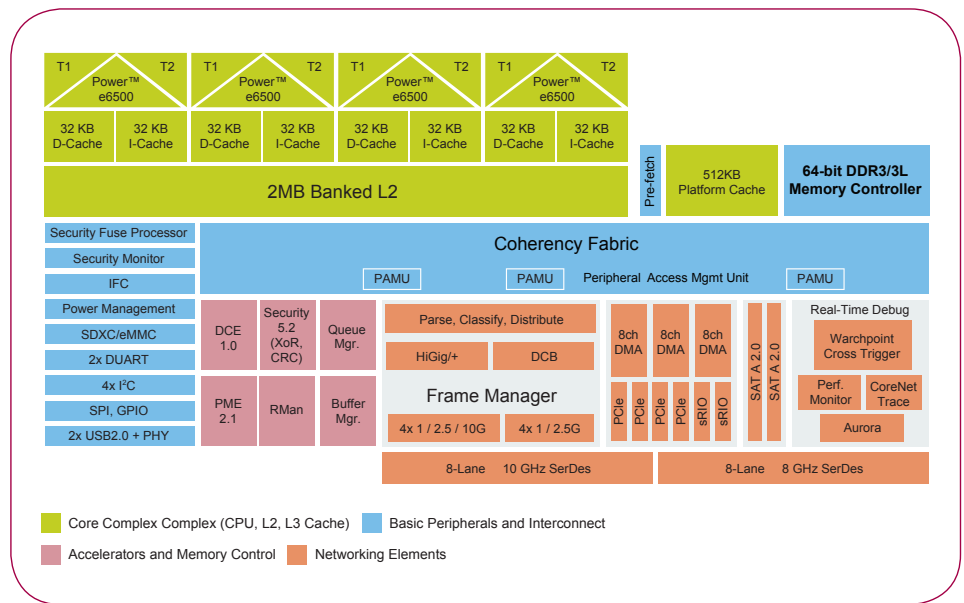 T1 T2
Power™
e6500
T1 T2
Power™
e6500
T1 T2
Power™
e6500
T1 T2
Power™
e6500
32 KB
D-Cache
32 KB
I-Cache
32 KB
D-Cache
32 KB
I-Cache
32 KB
D-Cache
32 KB
I-Cache
32 KB
D-Cache
32 KB
I-Cache
2MB Banked L2
Pre-fetch
512KB
Platform Cache
64-bit DDR3/3L
Memory Controller
Security Fuse Processor
Security Monitor
IFC
Power Management
SDXC/eMMC
2x DUART
4x I²C
SPI, GPIO
2x USB2.0 + PHY
Coherency Fabric
PAMU
PAMU
Peripheral Access Mgmt Unit
PAMU
DCE
1.0
Security
5.2
(XoR,
CRC)
Queue
Mgr.
PME
2.1
RMan
Buffer
Mgr.
Parse, Classify, Distribute
HiGig/+
DCB
Frame Manager
4x 1 / 2.5 / 10G
4x 1 / 2.5G
8ch
DMA
8ch
DMA
8ch
DMA
PCIe
PCIe
PCIe
PCIe
sRIO
sRIO
SAT A 2.0
SAT A 2.0
Real-Time Debug
Warchpoint
Cross Trigger
Perf.
Monitor
CoreNet
Trace
Aurora
8-Lane 10 GHz SerDes
8-Lane 8 GHz SerDes
Core Complex Complex (CPU, L2, L3 Cache)
Basic Peripherals and Interconnect
Accelerators and Memory Control
Networking Elements